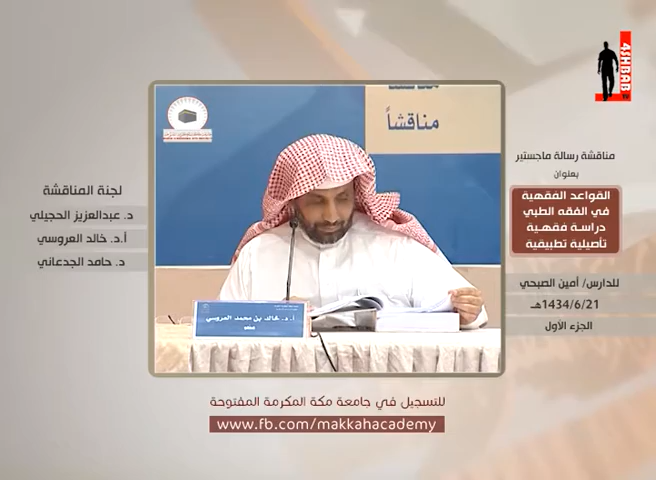 4SHBAB
TV
مناقشة رسالة ماجستير
بعنوان
القواعد الفقهية
في الفقه الطبي
دراسة فقهية
تأصيلية تطبيقية
للدارس/ أمين الصبحي
1434/6/21هـ
الجزء الأول
لجنة المناقشة
د. عبدالعزيز الحجيلي
أ.د. خالد العروسي
د. حامد الجدعاني
مناقشاً
أ.د. خالد بن محمد العروسي
للتسجيل في جامعة مكة المكرمة المفتوحة
www.fb.com/makkahacademy